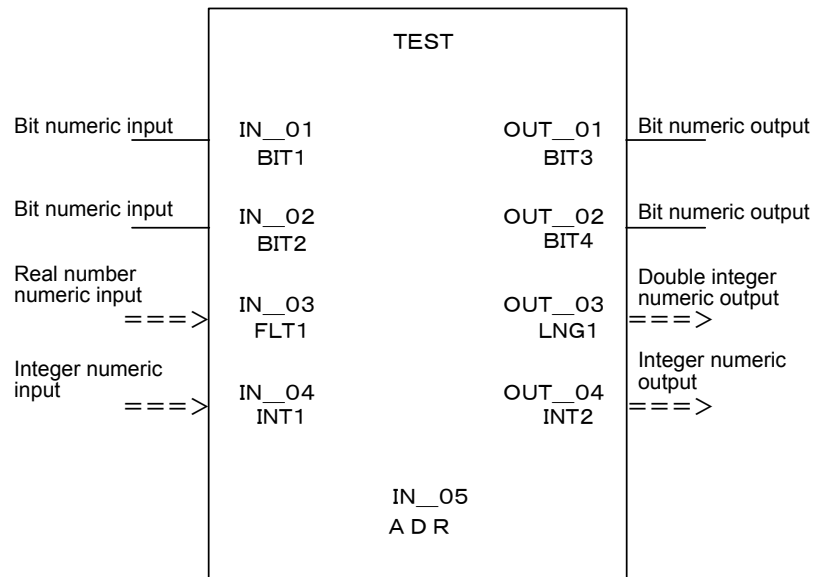 TEST
Bit numeric input
IN__01
BIT1
OUT__01
BIT3
Bit numeric output
Bit numeric input
IN__02
BIT2
OUT__02
BIT4
Bit numeric output
Real number
numeric input
===>
IN__03
FLT1
OUT__03
LNG1
Double integer
numeric output
===>
Integer numeric
input
===>
IN__04
INT1
OUT__04
INT2
Integer numeric
output
===>
IN__05
ADR